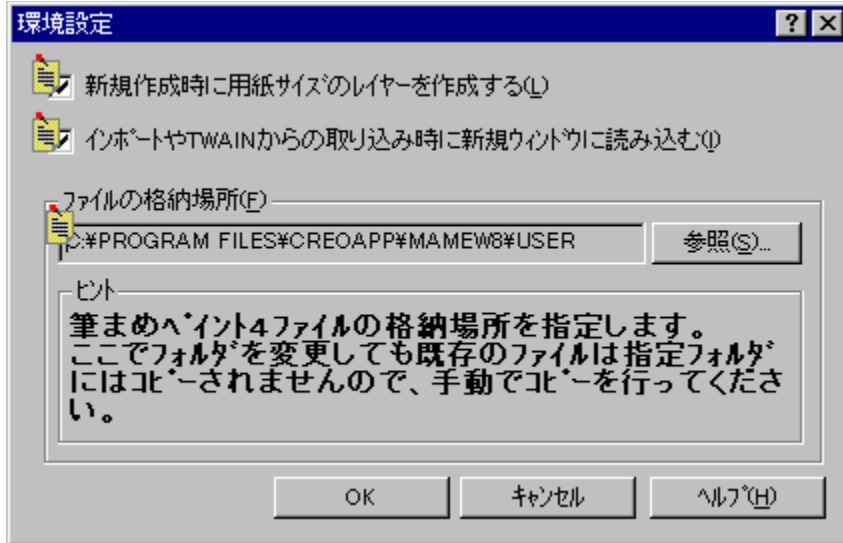 環境設定
新規作成時に用紙ｻｲｽﾞのﾚｲﾔｰを作成する(L)
ｲﾝﾎﾟｰﾄやTWAINからの取り込み時に新規ｳｨﾝﾄﾞｳに読み込む(I)
ﾌｧｲﾙの格納場所(F)
C:¥PROGRAM FILES¥CREOAPP¥MAMEW8¥USER
参照(S)...
ﾋﾝﾄ
筆まめﾍﾟｲﾝﾄ4ﾌｧｲﾙの格納場所を指定します。
ここでﾌｫﾙﾀﾞを変更しても既存のﾌｧｲﾙは指定ﾌｫﾙﾀﾞ
にはｺﾋﾟｰされませんので、手動でｺﾋﾟｰを行ってくださ
い。
OK
ｷｬﾝｾﾙ
ﾍﾙﾌﾟ(H)